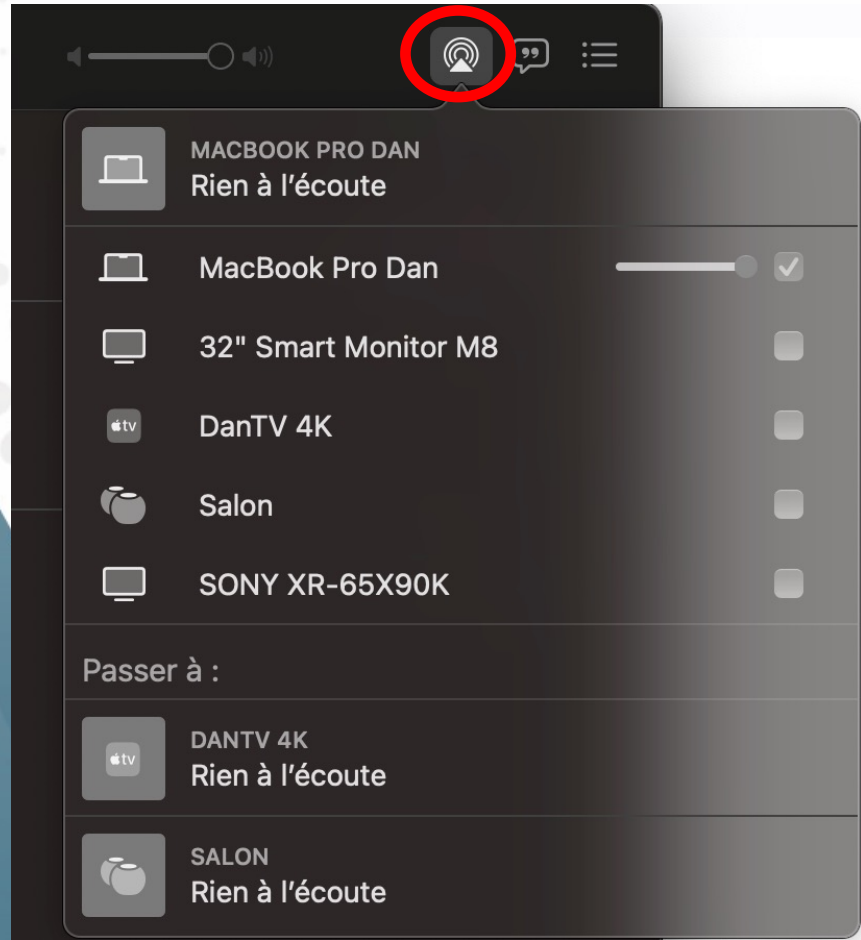 MACBOOK PRO DAN
Rien à l’écoute
MacBook Pro Dan
32" Smart Monitor M8
tv
DanTV 4K
Salon
SONY XR-65X90K
Passer à :
tv
DANTV 4K
Rien à l’écoute
SALON
Rien à l’écoute